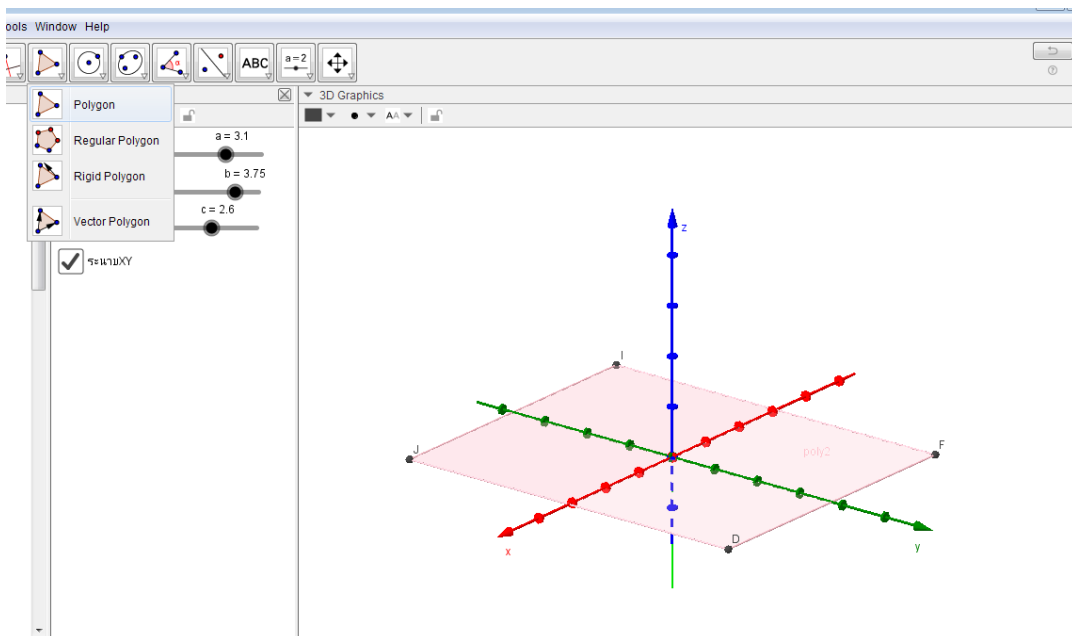 ools Window Help
ABC a=2
Polygon
Regular Polygon
Rigid Polygon
Vector Polygon
3D Graphics
AA
a = 3.1
b = 3.75
c = 2.6
ระนาบXY
z
I
J
F
poly2
D
x
y